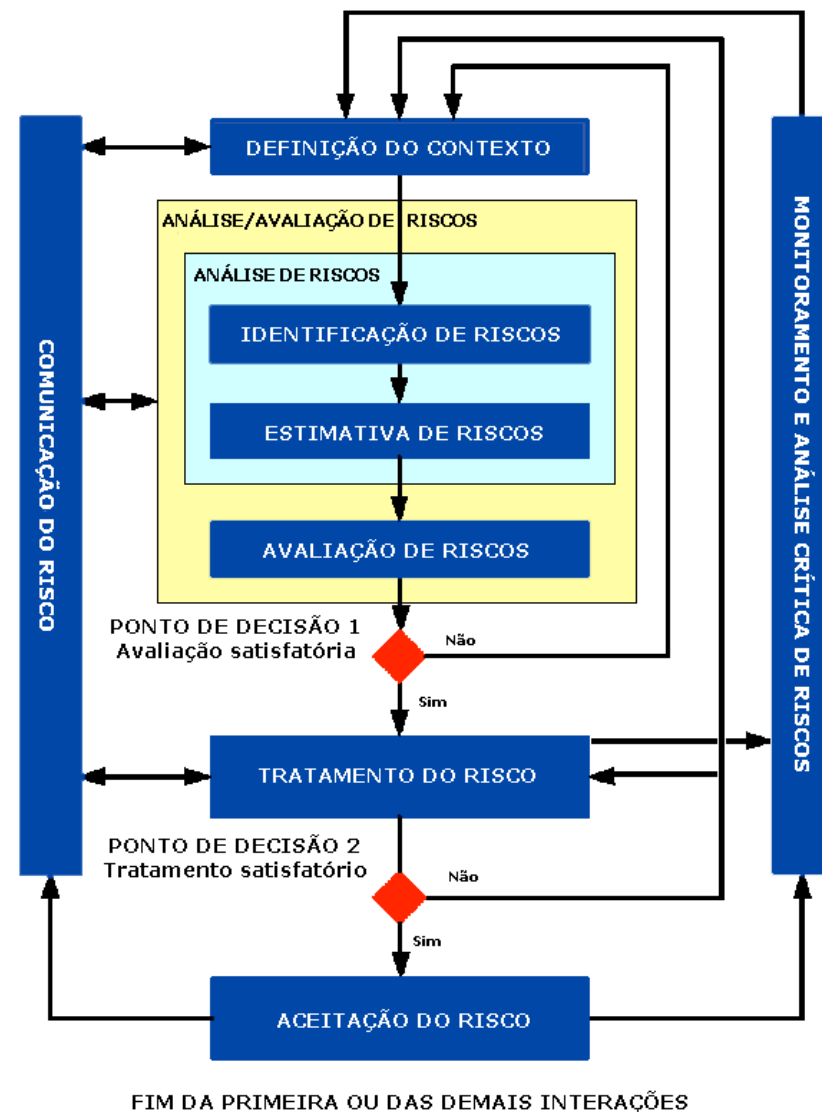 DEFINIÇÃO DO CONTEXTO
ANÁLISE/AVALIAÇÃO DE RISCOS
ANÁLISE DE RISCOS
IDENTIFICAÇÃO DE RISCOS
ESTIMATIVA DE RISCOS
AVALIAÇÃO DE RISCOS
PONTO DE DECISÃO 1
Avaliação satisfatória
Não
Sim
TRATAMENTO DO RISCO
PONTO DE DECISÃO 2
Tratamento satisfatório
Não
Sim
ACEITAÇÃO DO RISCO
COMUNICAÇÃO DO RISCO
MONITORAMENTO E ANÁLISE CRÍTICA DE RISCOS
FIM DA PRIMEIRA OU DAS DEMAIS INTERAÇÕES